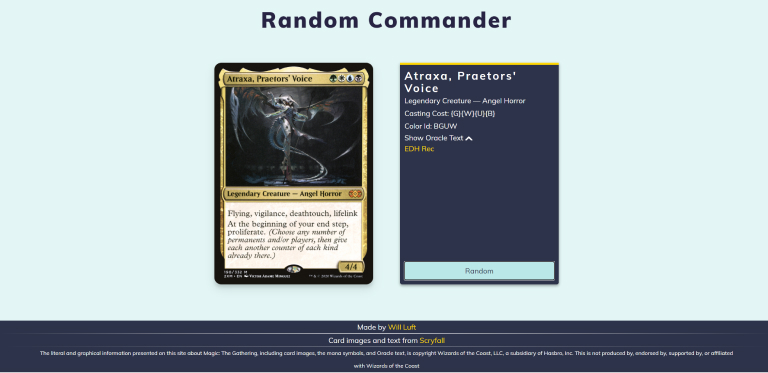 Random Commander
Atraxa, Praetors' Voice
Legendary Creature — Angel Horror
Flying, vigilance, deathtouch, lifelink
At the beginning of your end step,
proliferate. (Choose any number of
permanents and/or players, then give
each another counter of each kind
already there.)
4/4
Atraxa, Praetors'
Voice
Legendary Creature — Angel Horror
Casting Cost: {G}{W}{U}{B}
Color Id: BGUW
Show Oracle Text
EDH Rec
Random
Made by Will Luft
Card images and text from Scryfall
The literal and graphical information presented on this site about Magic: The Gathering, including card images, the mana symbols, and Oracle text, is copyright Wizards of the Coast, LLC, a subsidiary of Hasbro, Inc. This is not produced by, endorsed by, supported by, or affiliated
with Wizards of the Coast